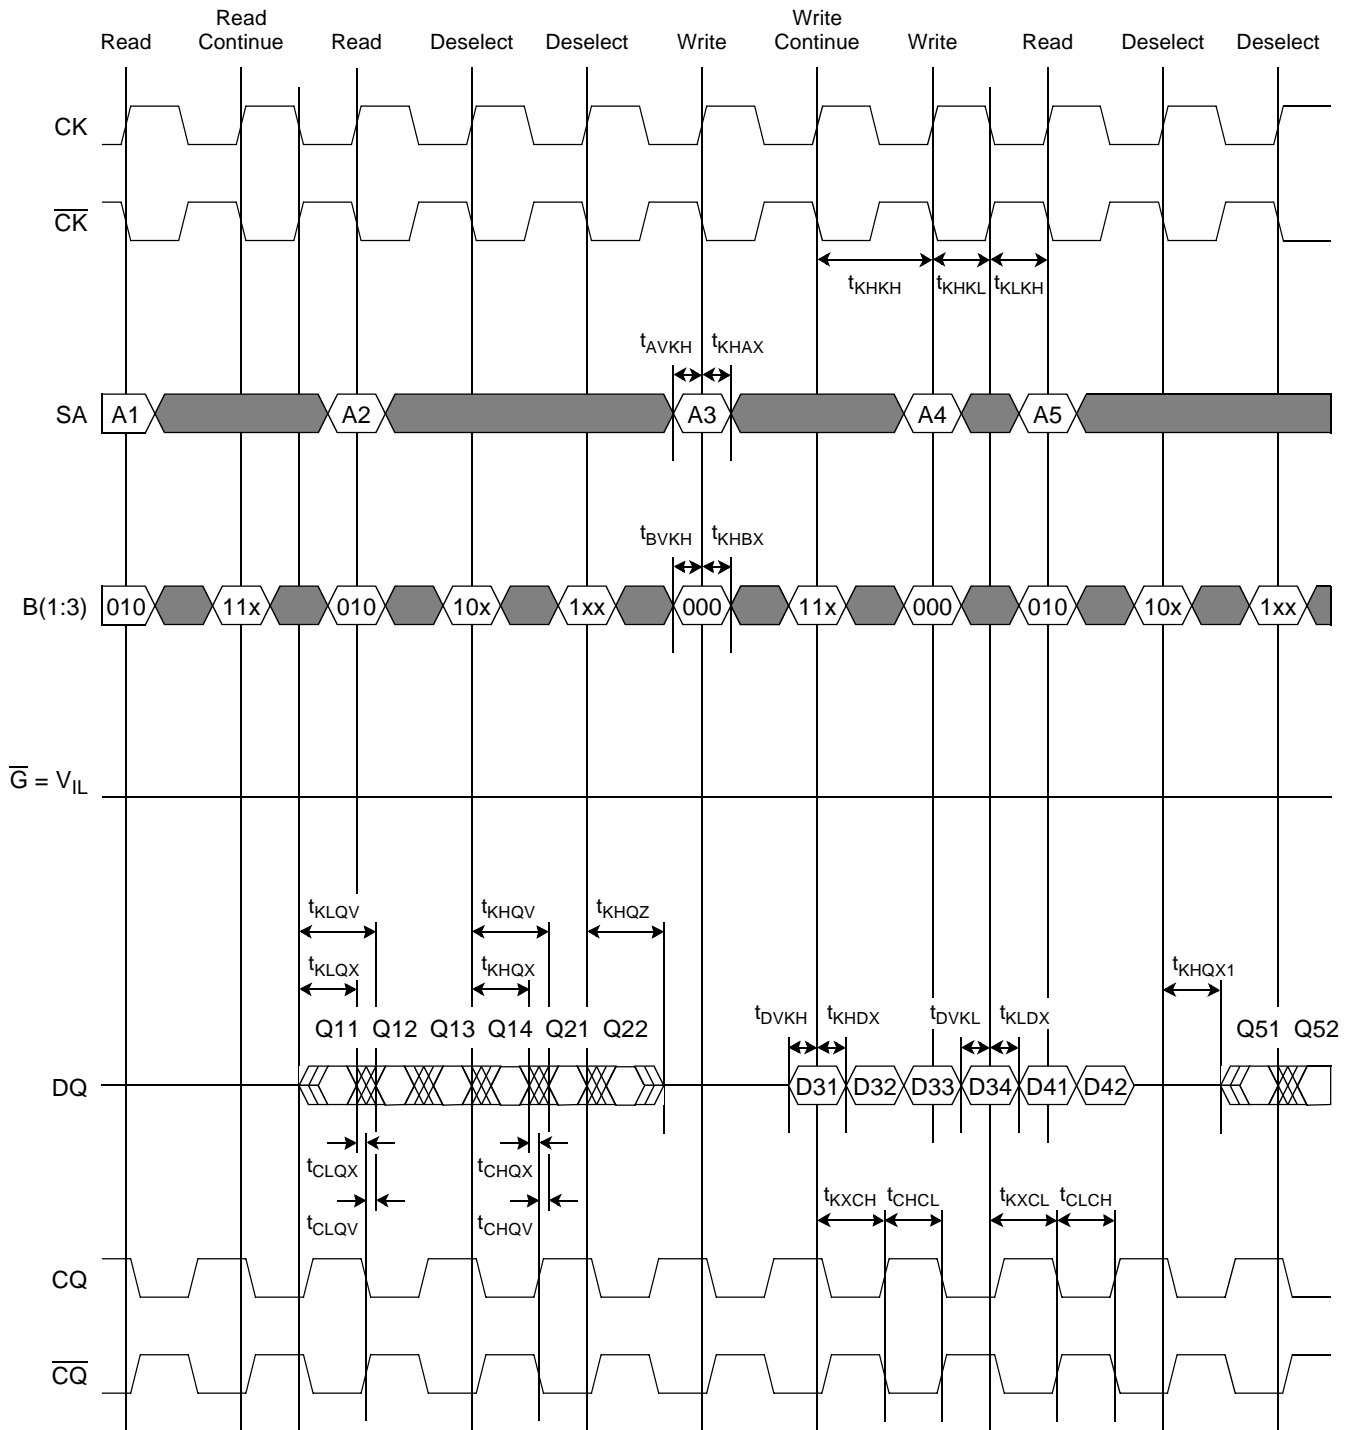 Read Write
Read Continue Read Deselect Deselect Write Continue Write Read Deselect Deselect
CK
CK
tKHKH tKHKL tKLKH
tAVKH tKHAX
SA A1 A2 A3 A4 A5
tBVKH tKHBX
B(1:3) 010 11x 010 10x 1xx 000 11x 000 010 10x 1xx
G = VIL
tKLQV tKHQV tKHQZ
tKLQX tKHQX tKHQX1
tDVKH tKHDX tDVKL tKLDX
Q11 Q12 Q13 Q14 Q21 Q22 Q51 Q52
DQ D31 D32 D33 D34 D41 D42
tCLQX tCHQX
tKXCH tCHCL tKXCL tCLCH
tCLQV tCHQV
CQ
CQ